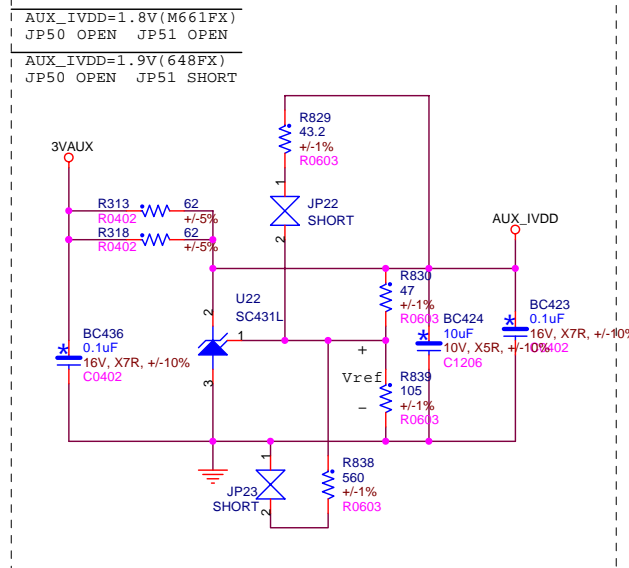 AUX_IVDD=1.8V(M661FX)
JP50 OPEN JP51 OPEN
AUX_IVDD=1.9V(648FX)
JP50 OPEN JP51 SHORT
R829
43.2
+/-1%
R0603
3VAUX
R313
R0402
62
+/-5%
R318
R0402
62
+/-5%
1
JP22
SHORT
2
AUX_IVDD
R830
47
+/-1%
R0603
U22
SC431L
2
1
3
BC436
0.1uF
16V, X7R, +/-10%
C0402
BC424
10uF
10V, X5R, +/-10%
C1206
BC423
0.1uF
16V, X7R, +/-10%
C0402
+
Vref
-
R839
105
+/-1%
R0603
1
JP23
SHORT
2
R838
560
+/-1%
R0603